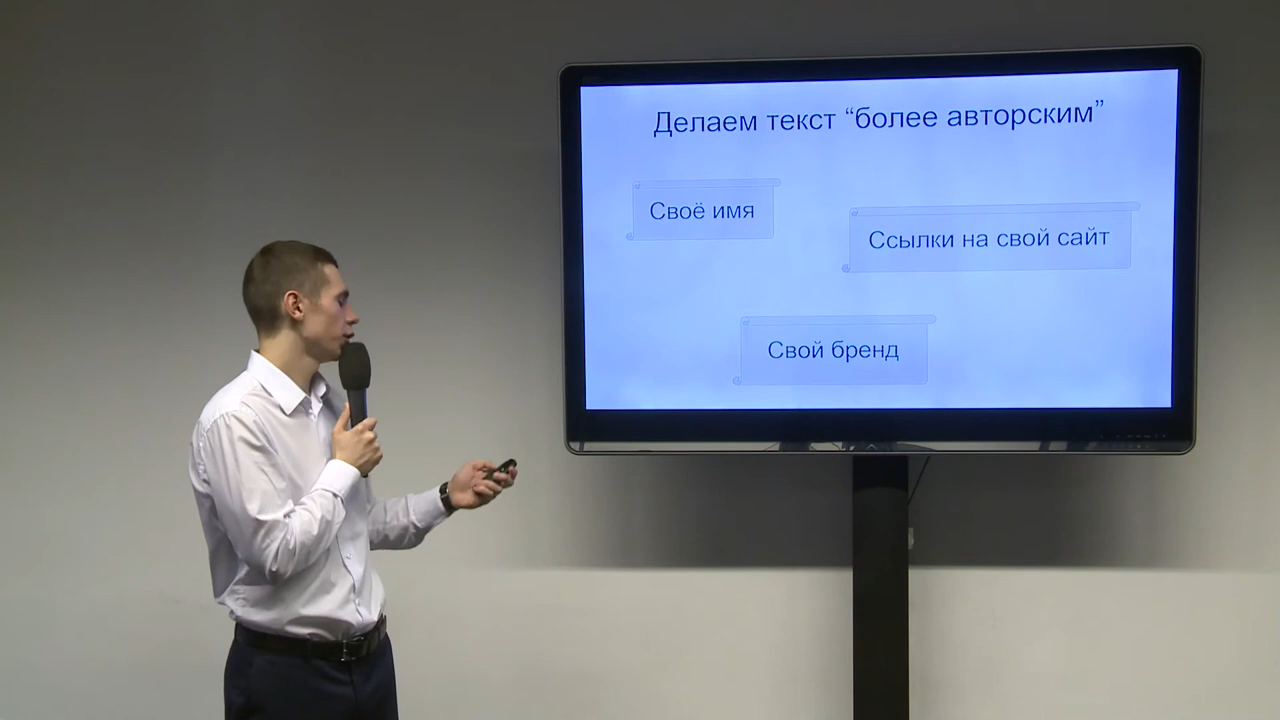 Делаем текст “более авторским”
Своё имя
Ссылки на свой сайт
Свой бренд